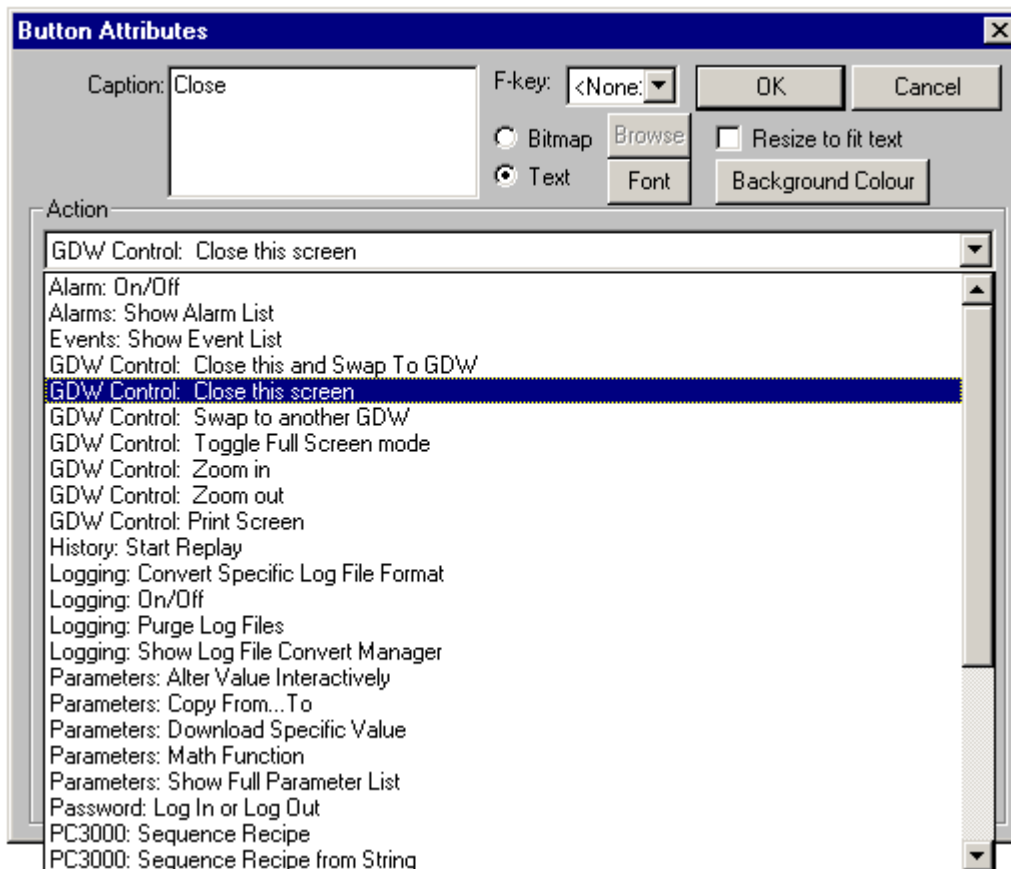 Button Attributes
Caption: Close
F-key: <None:
OK
Cancel
Bitmap
Browse
Resize to fit text
Text
Font
Background Colour
Action
GDW Control:  Close this screen
Alarm: On/Off
Alarms: Show Alarm List
Events: Show Event List
GDW Control:  Close this and Swap To GDW
GDW Control:  Close this screen
GDW Control:  Swap to another GDW
GDW Control:  Toggle Full Screen mode
GDW Control:  Zoom in
GDW Control:  Zoom out
GDW Control: Print Screen
History: Start Replay
Logging: Convert Specific Log File Format
Logging: On/Off
Logging: Purge Log Files
Logging: Show Log File Convert Manager
Parameters: Alter Value Interactively
Parameters: Copy From...To
Parameters: Download Specific Value
Parameters: Math Function
Parameters: Show Full Parameter List
Password: Log In or Log Out
PC3000: Sequence Recipe
PC3000: Sequence Recipe from String